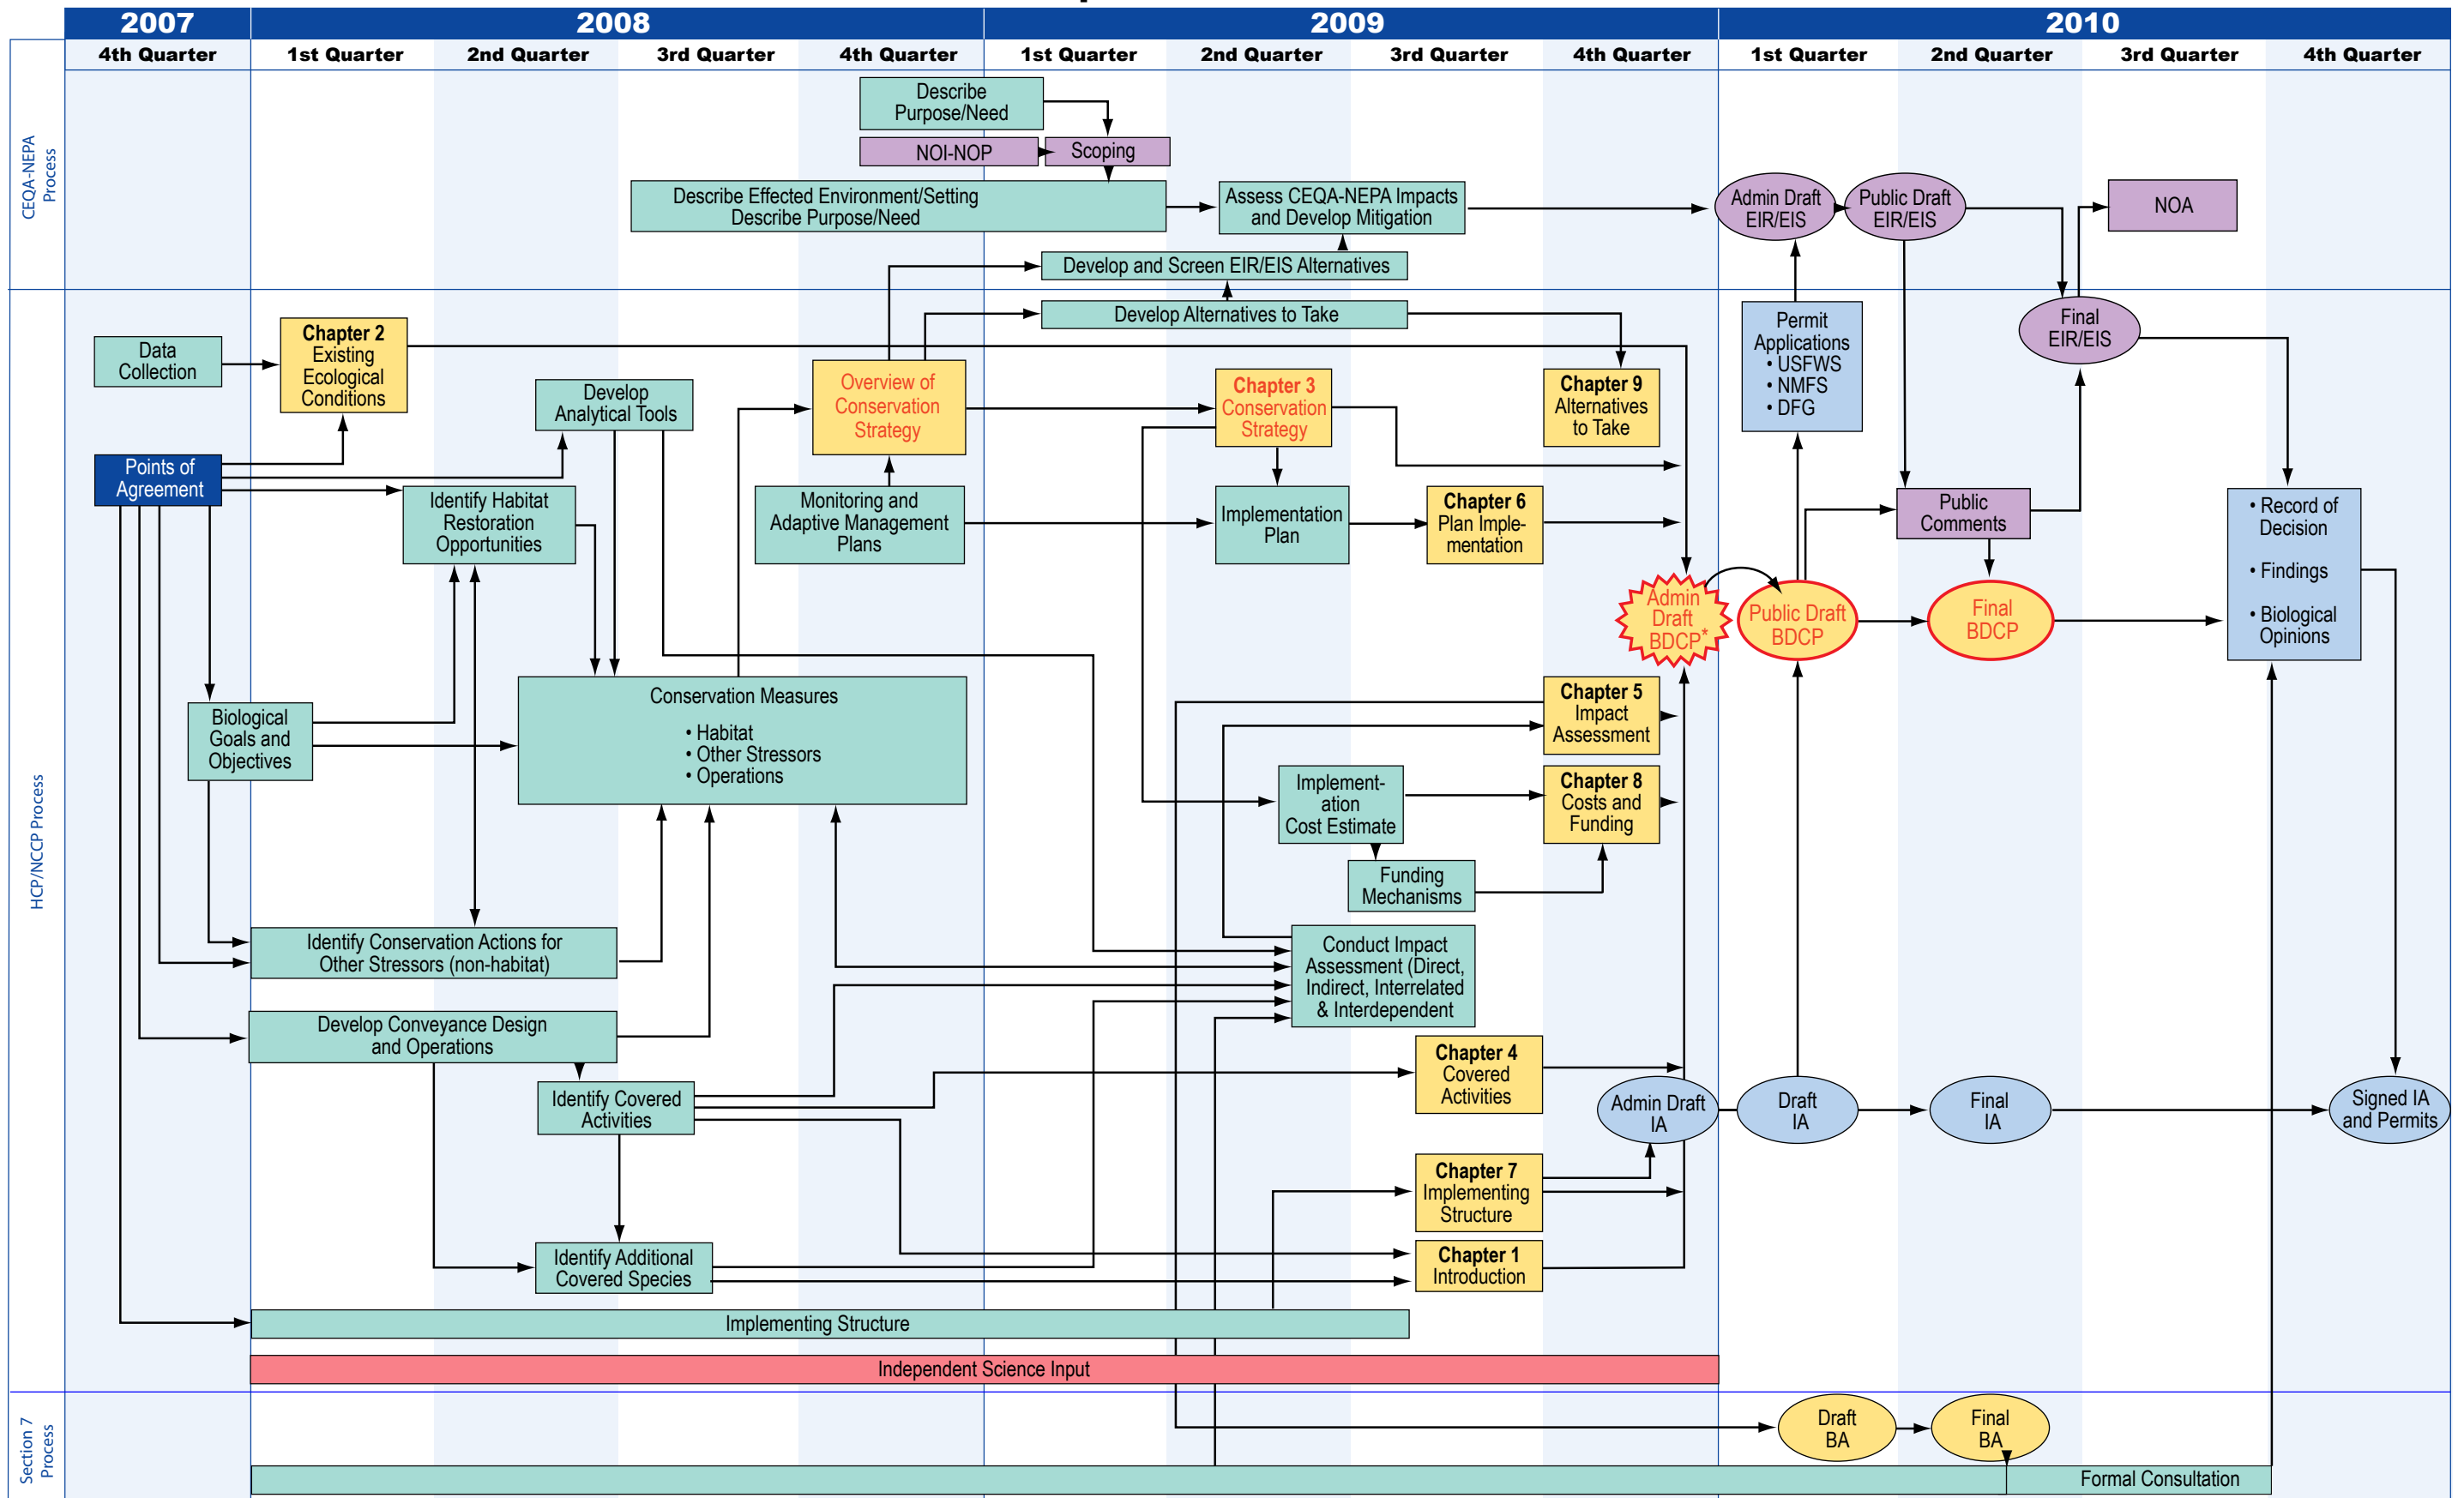 2007
2008
2009
2010
4th Quarter
1st Quarter
2nd Quarter
3rd Quarter
4th Quarter
1st Quarter
2nd Quarter
3rd Quarter
4th Quarter
1st Quarter
2nd Quarter
3rd Quarter
4th Quarter
CEQA-NEPA
Process
Describe
Purpose/Need
NOI-NOP
Scoping
Describe Effected Environment/Setting
Describe Purpose/Need
Assess CEQA-NEPA Impacts
and Develop Mitigation
Admin Draft
EIR/EIS
Public Draft
EIR/EIS
NOA
Develop and Screen EIR/EIS Alternatives
HCP/NCCP Process
Develop Alternatives to Take
Data
Collection
Chapter 2
Existing
Ecological
Conditions
Develop
Analytical Tools
Overview of
Conservation
Strategy
Chapter 3
Conservation
Strategy
Chapter 9
Alternatives
to Take
Permit
Applications
• USFWS
• NMFS
• DFG
Final
EIR/EIS
Points of
Agreement
Identify Habitat
Restoration
Opportunities
Monitoring and
Adaptive Management
Plans
Implementation
Plan
Chapter 6
Plan Imple-
mentation
Public
Comments
• Record of
Decision
• Findings
• Biological
Opinions
Admin
Draft
BDCP*
Public Draft
BDCP
Final
BDCP
Biological
Goals and
Objectives
Conservation Measures
• Habitat
• Other Stressors
• Operations
Chapter 5
Impact
Assessment
Implement-
ation
Cost Estimate
Chapter 8
Costs and
Funding
Funding
Mechanisms
Identify Conservation Actions for
Other Stressors (non-habitat)
Conduct Impact
Assessment (Direct,
Indirect, Interrelated
& Interdependent
Develop Conveyance Design
and Operations
Identify Covered
Activities
Chapter 4
Covered
Activities
Admin Draft
IA
Draft
IA
Final
IA
Signed IA
and Permits
Chapter 7
Implementing
Structure
Identify Additional
Covered Species
Chapter 1
Introduction
Implementing Structure
Independent Science Input
Section 7
Process
Draft
BA
Final
BA
Formal Consultation